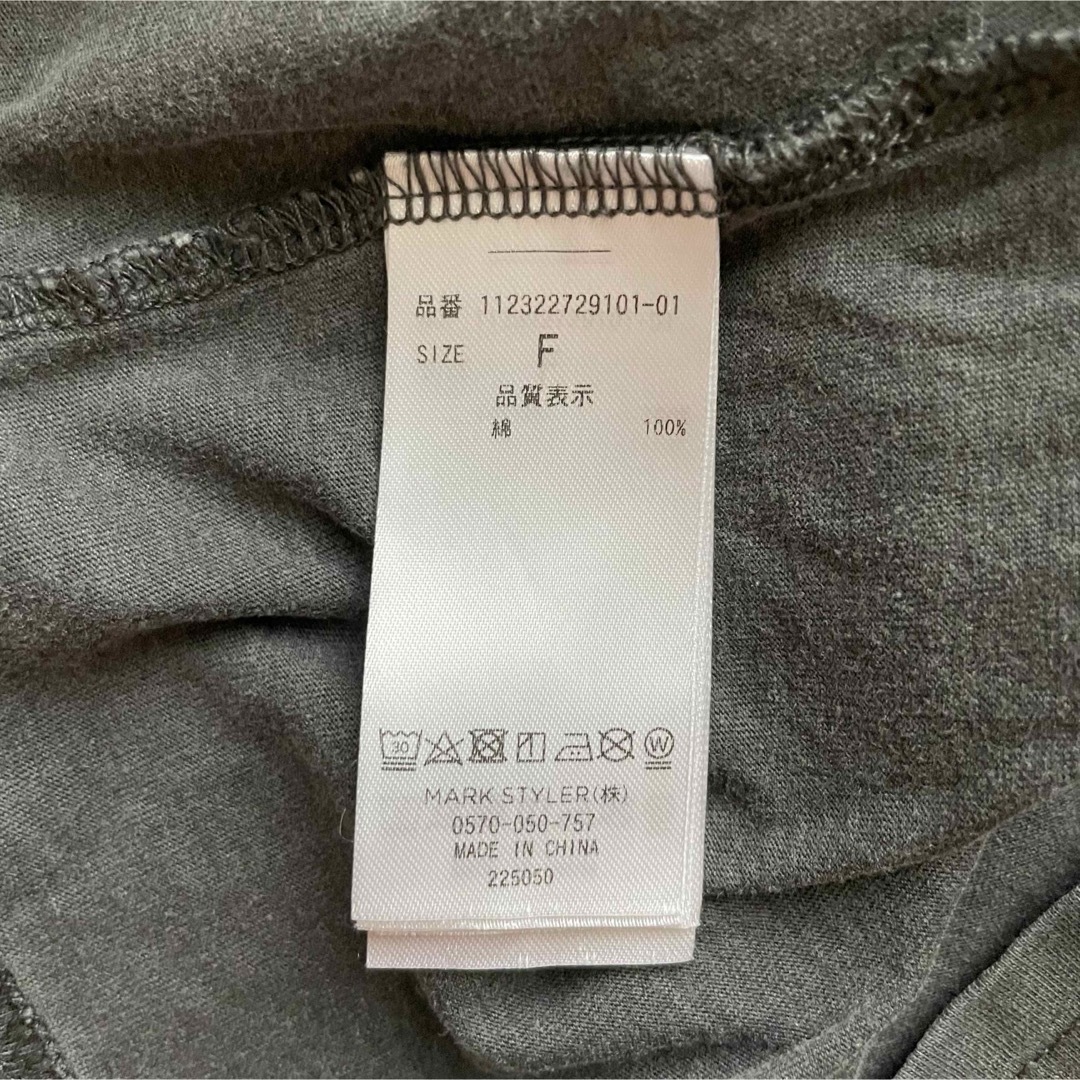 品番 112322729101-01
SIZE F
品質表示
綿 100%
30 W
MARK STYLER(株)
0570-050-757
MADE IN CHINA
225050